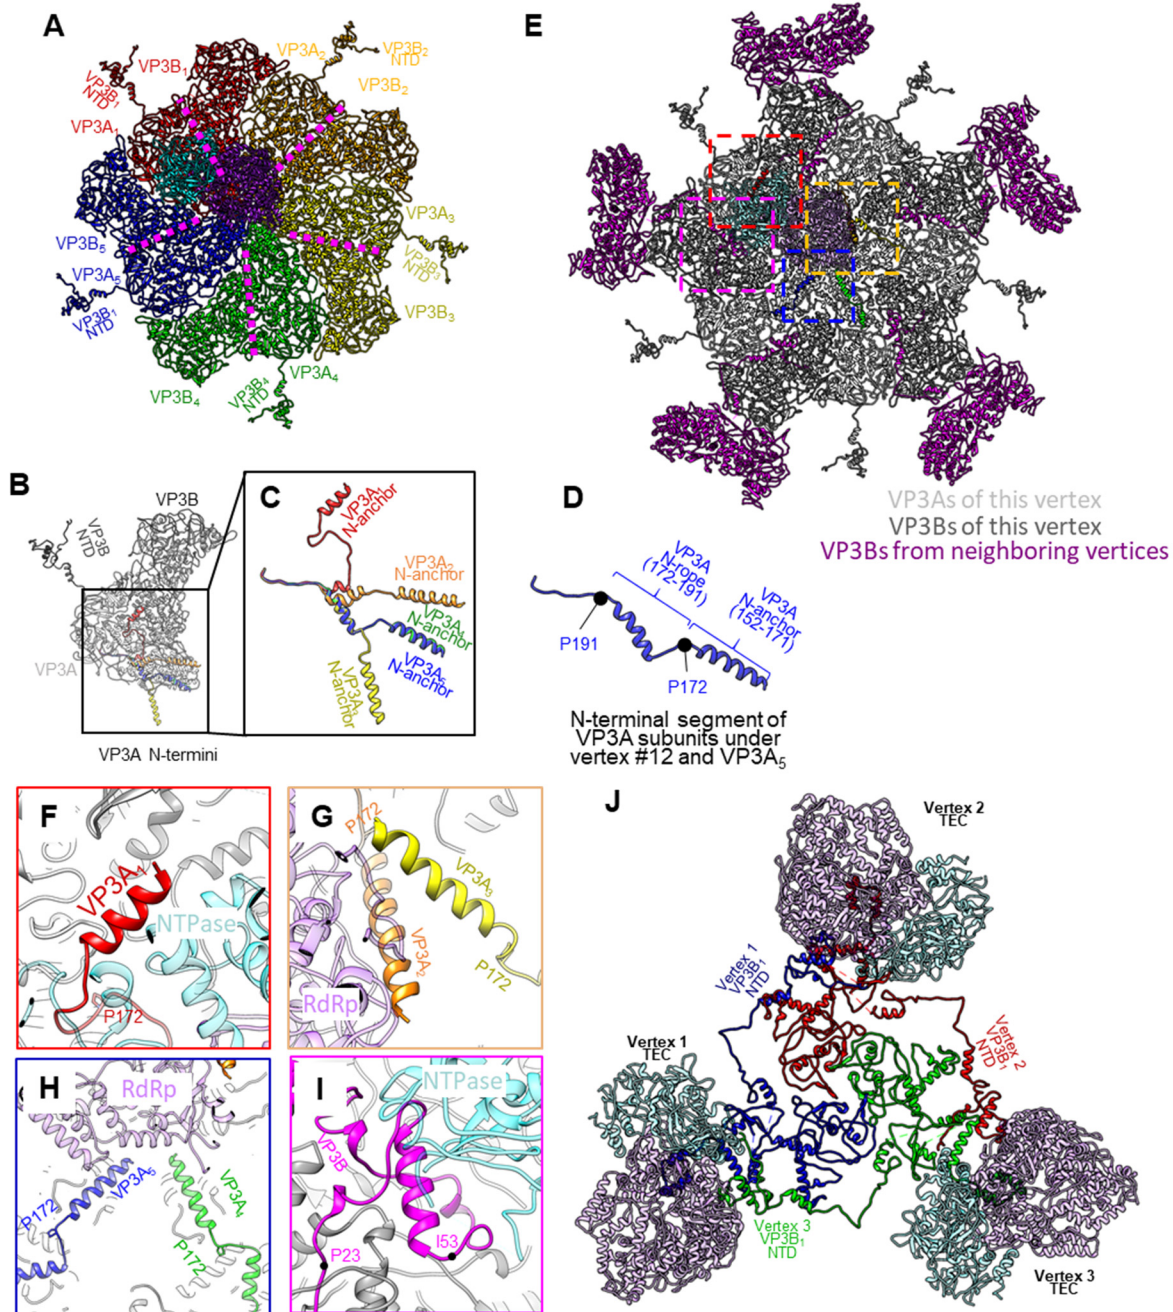 A
VP3B1
VP3A2
VP3B2
NTD
VP3B2
VP3B1
NTD
VP3A1
VP3A3
VP3B3
NTD
VP3B5
VP3A5
VP3B1
NTD
VP3B3
VP3A4
VP3B4
VP3B4
NTD
E
VP3As of this vertex
VP3Bs of this vertex
VP3Bs from neighboring vertices
B
VP3B
VP3B
NTD
VP3A
VP3A N-termini
C
VP3A1
N-anchor
VP3A2
N-anchor
VP3A4
N-anchor
VP3A5
N-anchor
VP3A3
N-anchor
D
VP3A
N-rope
(172-191)
VP3A
N-anchor
(152-171)
P191
P172
N-terminal segment of
VP3A subunits under
vertex #12 and VP3A5
F
VP3A1
NTPase
P172
G
P172
VP3A3
VP3A2
P172
RdRp
H
RdRp
VP3A5
P172
VP3A4
P172
I
NTPase
VP3B
P23
I53
J
Vertex 2
TEC
Vertex 1
VP3B1
NTD
Vertex 2
VP3B1
NTD
Vertex 1
TEC
Vertex 3
VP3B1
NTD
Vertex 3
TEC